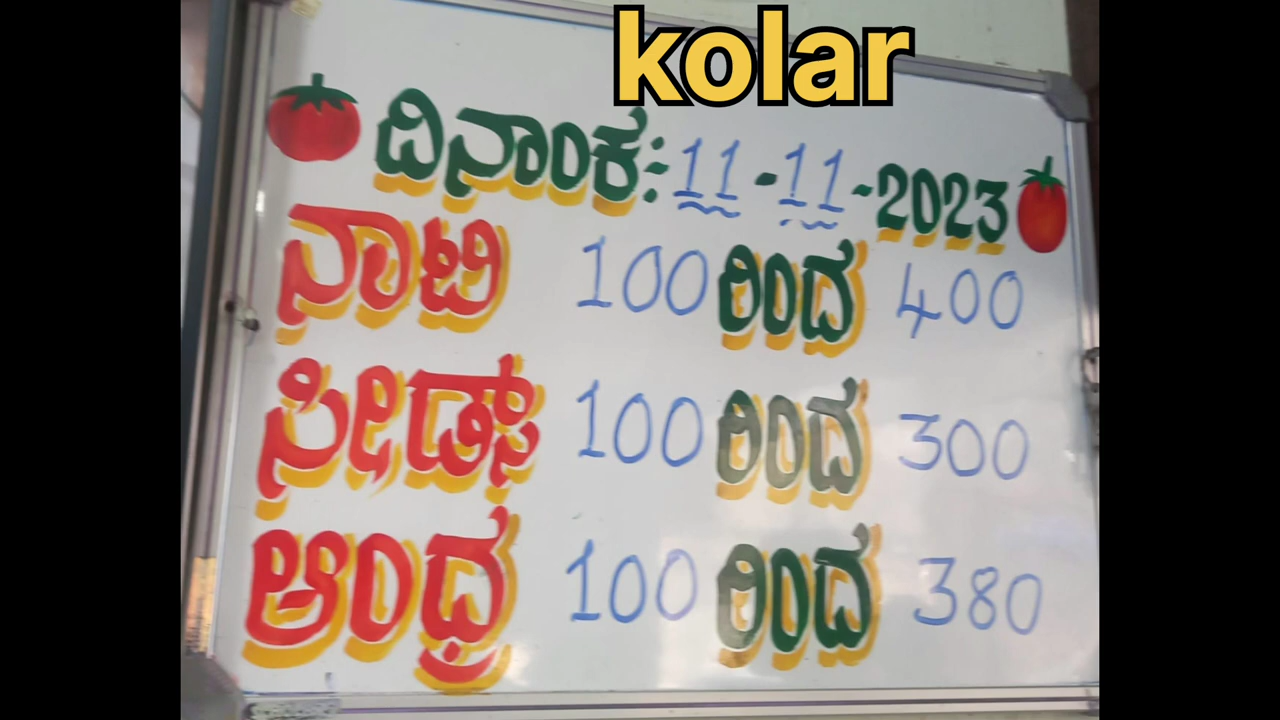 kolar
ದಿನಾಂಕ:-11-11-2023
ನಾಟಿ 100 ರಿಂದ 400
ಸೀಡ್ಸ್ 100 ರಿಂದ 300
ಆಂಧ್ರ 100 ರಿಂದ 380